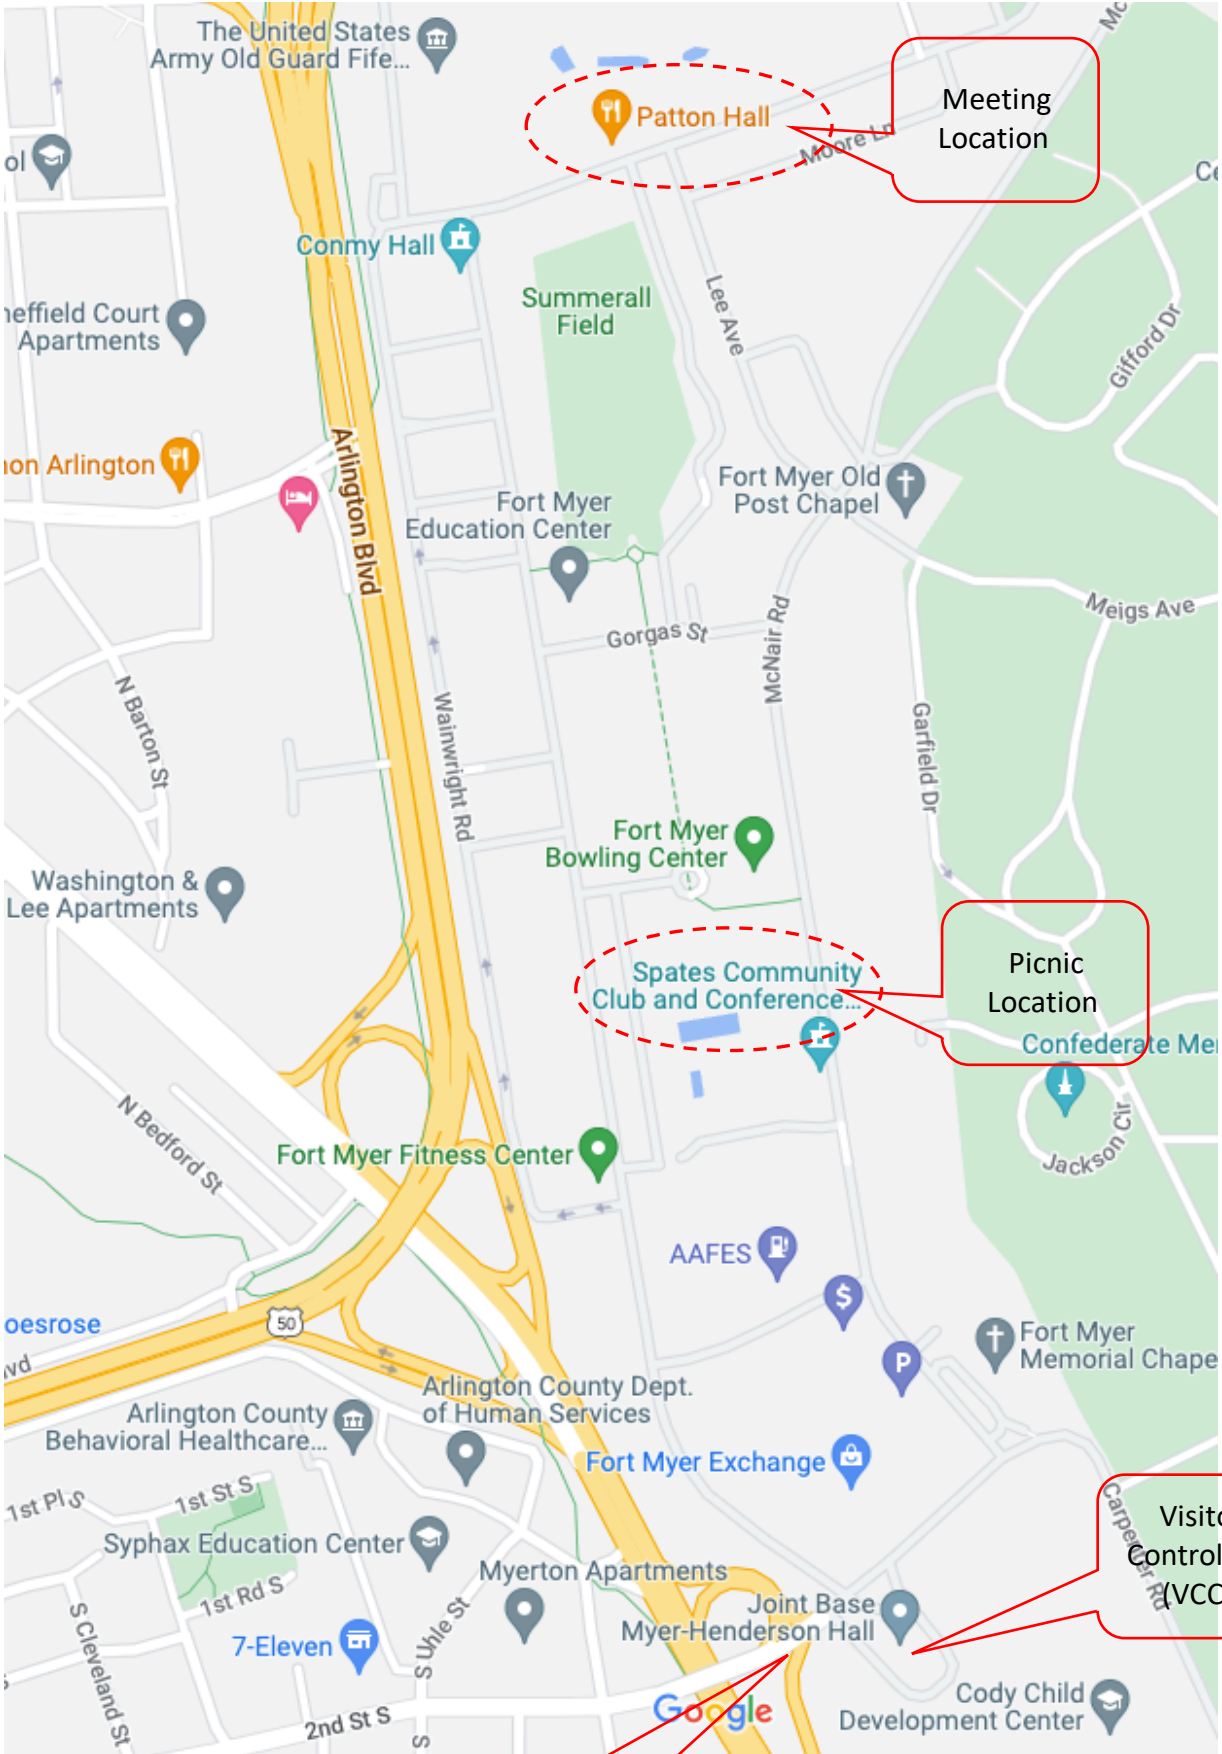 The United States
Army Old Guard Fife...
Mc
Meeting
Location
Patton Hall
Moore Ln
ol
Ce
Conmy Hall
Summerall
Field
Lee Ave
Gifford Dr
neffield Court
Apartments
Arlington Blvd
non Arlington
Fort Myer Old
Post Chapel
Fort Myer
Education Center
Meigs Ave
Gorgas St
McNair Rd
N Barton St
Wainwright Rd
Garfield Dr
Fort Myer
Bowling Center
Washington &
Lee Apartments
Picnic
Location
Spates Community
Club and Conference...
Confederate Me
N Bedford St
Jackson Cir
Fort Myer Fitness Center
AAFES
$
oesrose
50
Fort Myer
Memorial Chape
vd
P
Arlington County Dept.
of Human Services
Arlington County
Behavioral Healthcare...
Fort Myer Exchange
1st Pl S
1st St S
Carpenter Rd
Visito
Control
(VCC
Syphax Education Center
Myerton Apartments
1st Rd S
Joint Base
Myer-Henderson Hall
S Cleveland St
7-Eleven
S Uhle St
Cody Child
Development Center
2nd St S
Google